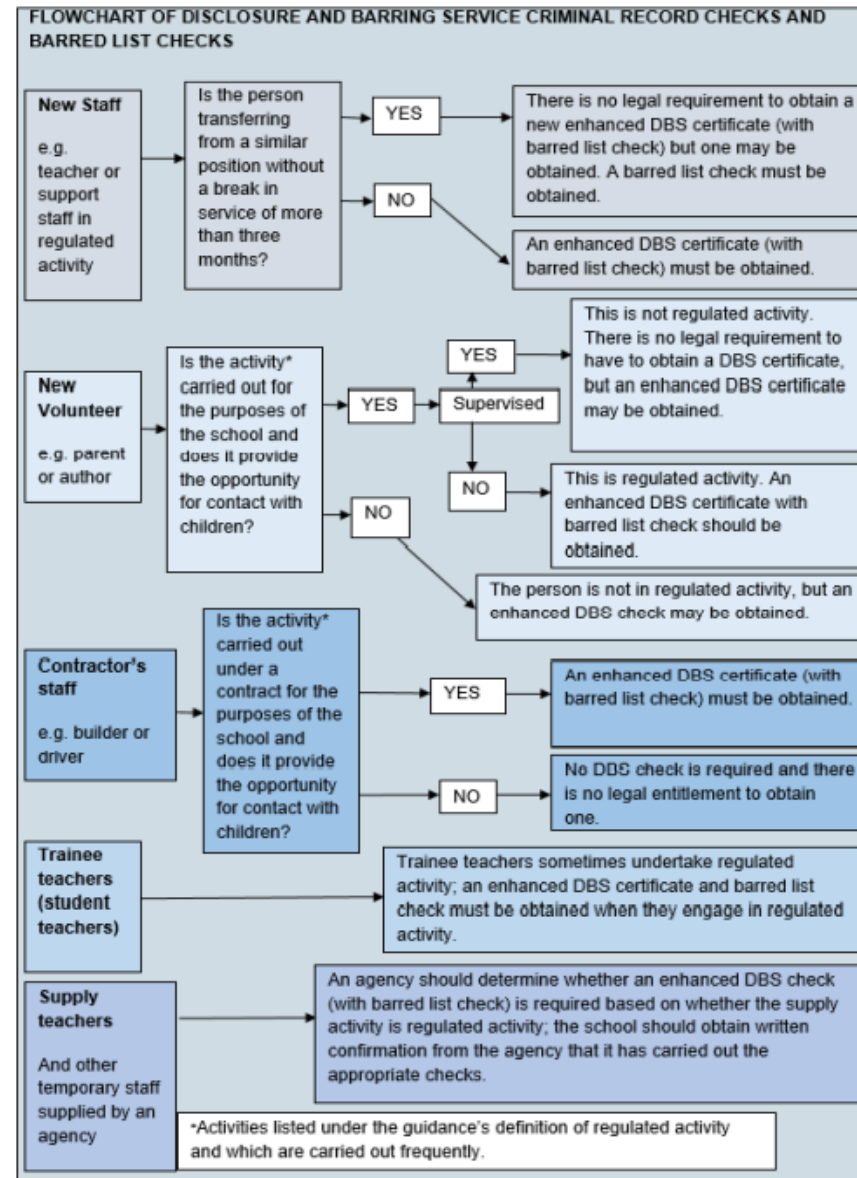 FLOWCHART OF DISCLOSURE AND BARRING SERVICE CRIMINAL RECORD CHECKS AND
BARRED LIST CHECKS
New Staff
e.g.
teacher or
support
staff in
regulated
activity
Is the person
transferring
from a similar
position without
a break in
service of more
than three
months?
YES
There is no legal requirement to obtain a
new enhanced DBS certificate (with
barred list check) but one may be
obtained. A barred list check must be
obtained.
NO
An enhanced DBS certificate (with
barred list check) must be obtained.
New
Volunteer
e.g. parent
or author
Is the activity*
carried out for
the purposes of
the school and
does it provide
the opportunity
for contact with
children?
YES
Supervised
YES
This is not regulated activity.
There is no legal requirement to
have to obtain a DBS certificate,
but an enhanced DBS certificate
may be obtained.
NO
This is regulated activity. An
enhanced DBS certificate with
barred list check should be
obtained.
NO
The person is not in regulated activity, but an
enhanced DBS check may be obtained.
Contractor's
staff
e.g. builder or
driver
Is the activity*
carried out
under a
contract for the
purposes of the
school and
does it provide
the opportunity
for contact with
children?
YES
An enhanced DBS certificate (with
barred list check) must be obtained.
NO
No DBS check is required and there
is no legal entitlement to obtain
one.
Trainee
teachers
(student
teachers)
Trainee teachers sometimes undertake regulated
activity; an enhanced DBS certificate and barred list
check must be obtained when they engage in regulated
activity.
Supply
teachers
And other
temporary staff
supplied by an
agency
An agency should determine whether an enhanced DBS check
(with barred list check) is required based on whether the supply
activity is regulated activity; the school should obtain written
confirmation from the agency that it has carried out the
appropriate checks.
*Activities listed under the guidance's definition of regulated activity
and which are carried out frequently.